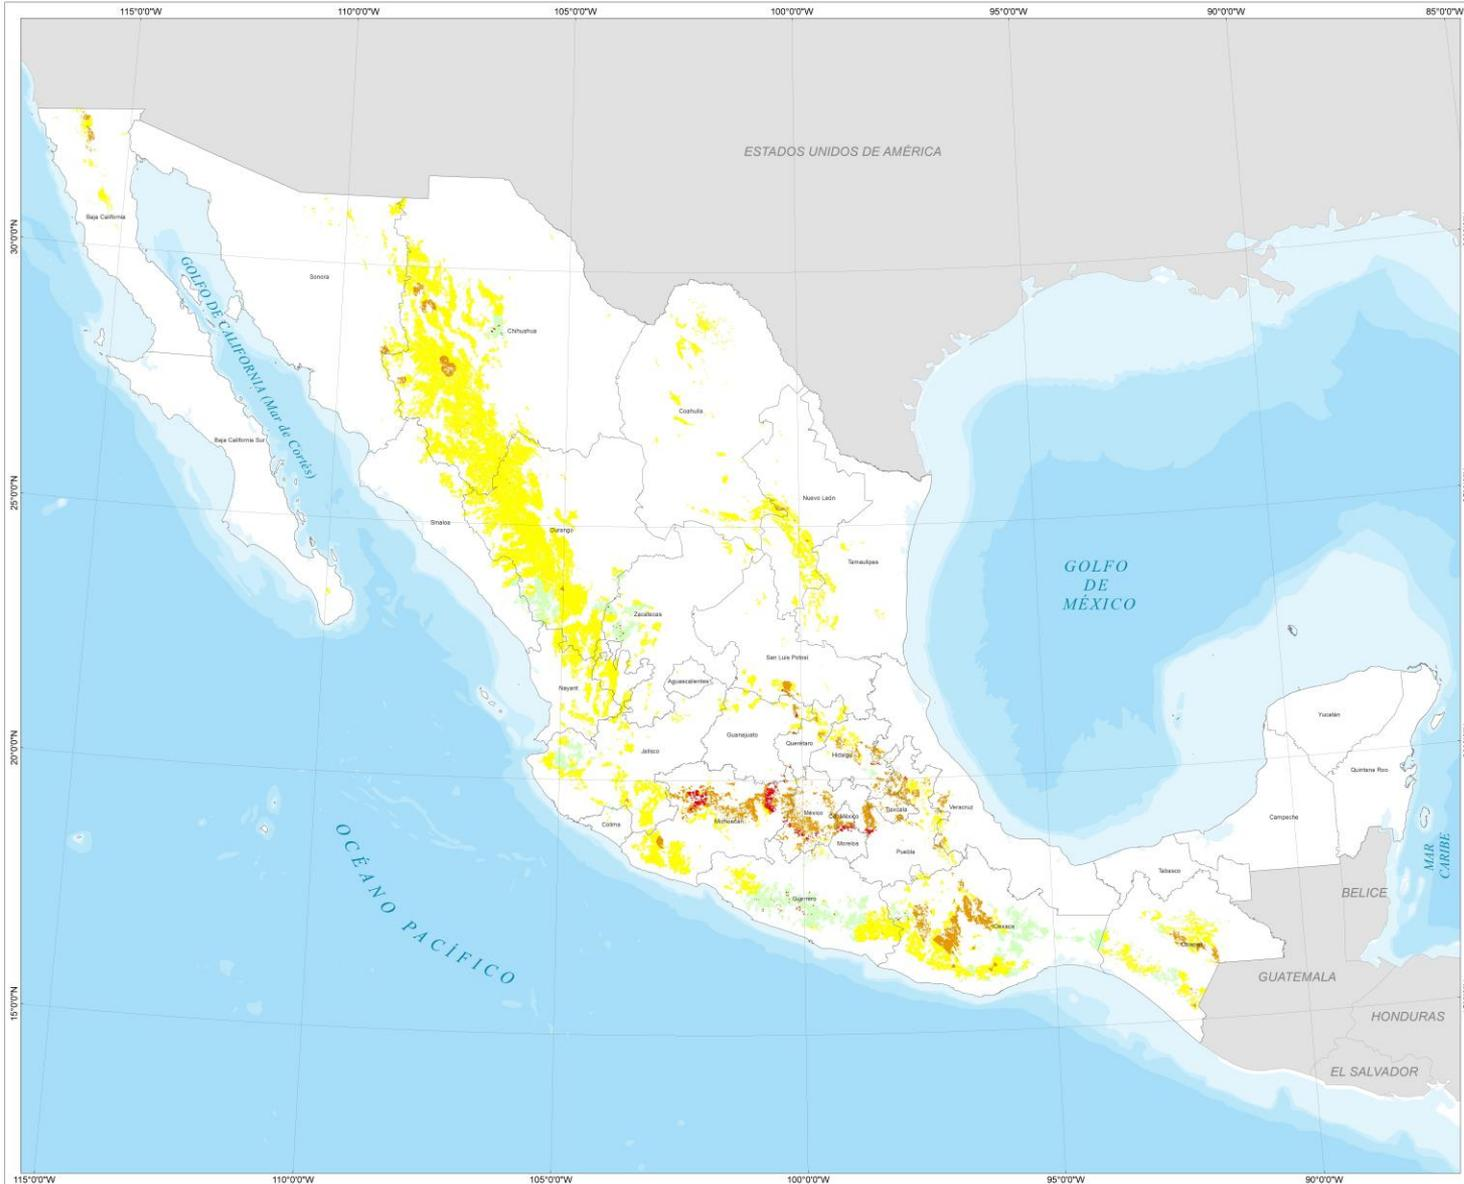 115°0'0"W
110°0'0"W
105°0'0"W
100°0'0"W
95°0'0"W
90°0'0"W
85°0'0"W
ESTADOS UNIDOS DE AMÉRICA
30°0'0"N
Baja California
Sonora
GOLFO DE CALIFORNIA (Mar de Cortés)
Chihuahua
Coahuila
Baja California Sur
25°0'0"N
Nuevo León
Sinaloa
Durango
Tamaulipas
GOLFO
DE
MÉXICO
Zacatecas
San Luis Potosí
Aguascalientes
Nayarit
Yucatán
20°0'0"N
Guanajuato
Querétaro
Jalisco
Hidalgo
Quintana Roo
México
Tlaxcala
Veracruz
Campeche
Colima
Michoacán
Morelos
Puebla
MAR
CARIBE
OCÉANO PACÍFICO
Tabasco
BELICE
Guerrero
Oaxaca
Chiapas
GUATEMALA
15°0'0"N
HONDURAS
EL SALVADOR
115°0'0"W
110°0'0"W
105°0'0"W
100°0'0"W
95°0'0"W
90°0'0"W